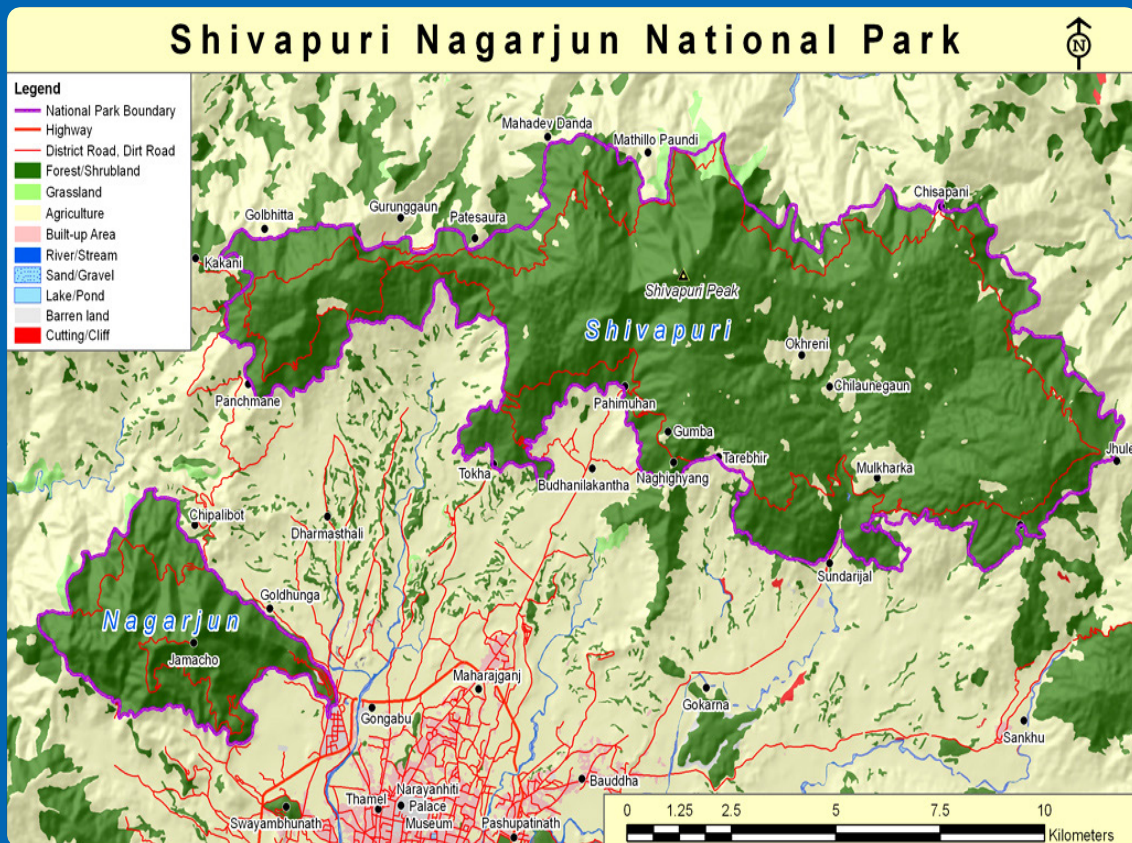 Shivapuri Nagarjun National Park
N
Legend
National Park Boundary
Highway
District Road, Dirt Road
Forest/Shrubland
Grassland
Agriculture
Built-up Area
River/Stream
Sand/Gravel
Lake/Pond
Barren land
Cutting/Cliff
Mahadev Danda
Mathillo Paundi
Chisapani
Golbhitta
Gurunggaun
Patesaura
Kakani
Shivapuri Peak
Shivapuri
Okhreni
Chilaunegaun
Panchmane
Pahimuhan
Gumba
Tarebhir
Jhule
Tokha
Budhanilakantha
Naghighyang
Mulkharka
Chipalibot
Dharmasthali
Sundarijal
Goldhunga
Nagarjun
Jamacho
Maharajganj
Gokarna
Gongabu
Sankhu
Bauddha
Thamel
Narayanhiti
Palace
Museum
Swayambhunath
Pashupatinath
0 1.25 2.5 5 7.5 10
Kilometers